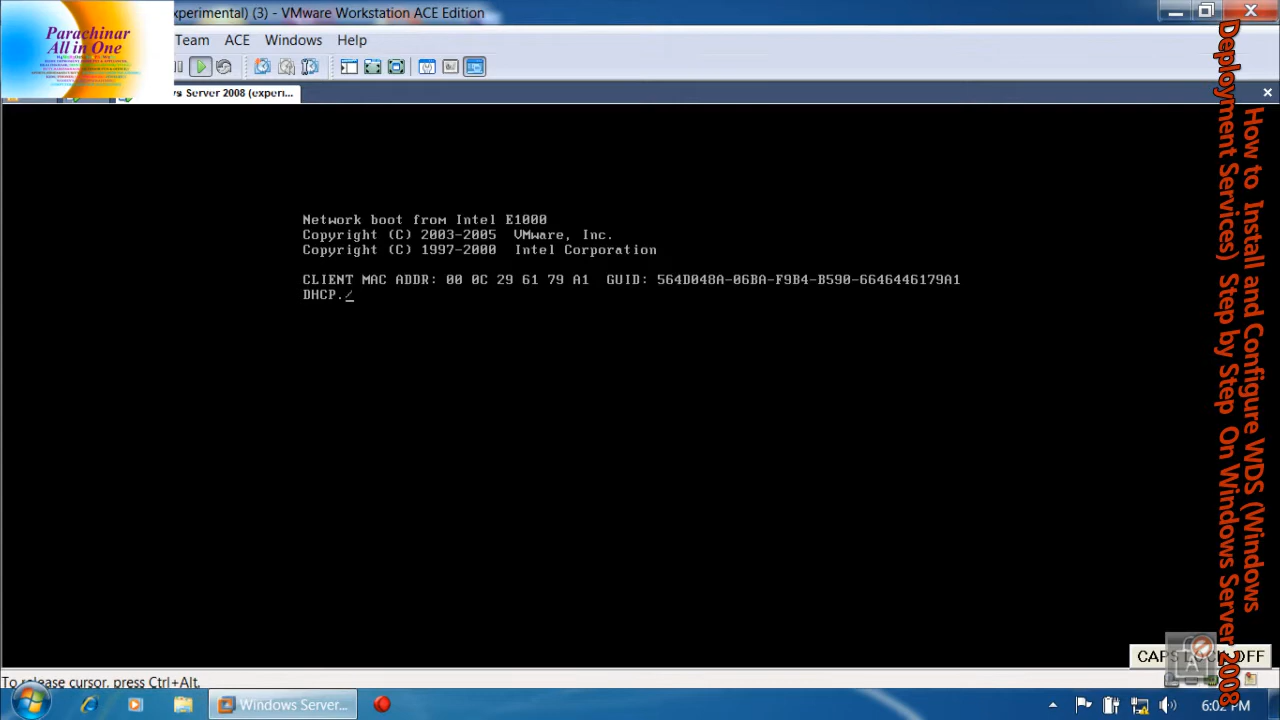 xperimental) (3) - VMware Workstation ACE Edition
Parachinar
All in One
Team ACE Windows Help
s Server 2008 (experi...
Network boot from Intel E1000
Copyright (C) 2003-2005 VMware, Inc.
Copyright (C) 1997-2000 Intel Corporation
CLIENT MAC ADDR: 00 0C 29 61 79 A1 GUID: 564D048A-06BA-F9B4-B590-6646446179A1
DHCP./
How to Install and Configure WDS (Windows
Deployment Services) Step by Step On Windows Server 2008
CAPS LOCK OFF
To release cursor, press Ctrl+Alt.
Windows Server...
6:02 PM